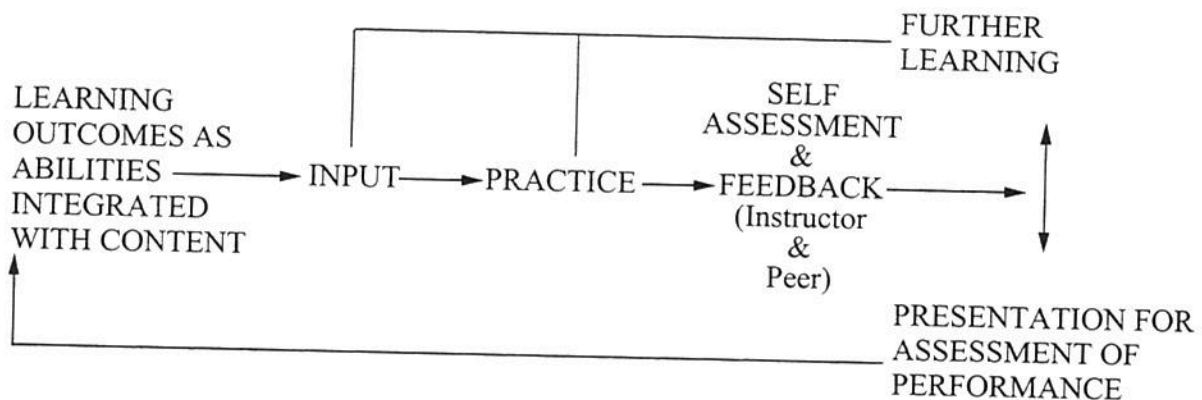 FURTHER
LEARNING
LEARNING
OUTCOMES AS
ABILITIES
INTEGRATED
WITH CONTENT
INPUT
PRACTICE
SELF
ASSESSMENT
&
FEEDBACK
(Instructor
&
Peer)
PRESENTATION FOR
ASSESSMENT OF
PERFORMANCE